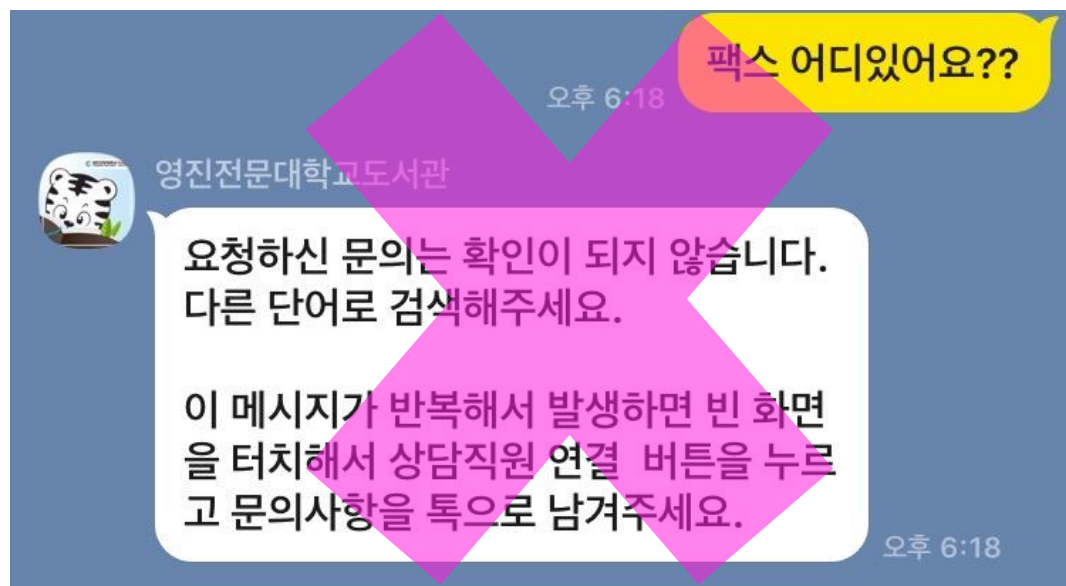 팩스 어디있어요??
오후 6:18
영진전문대학교도서관
요청하신 문의는 확인이 되지 않습니다.
다른 단어로 검색해주세요.
이 메시지가 반복해서 발생하면 빈 화면
을 터치해서 상담직원 연결  버튼을 누르
고 문의사항을 톡으로 남겨주세요.
오후 6:18